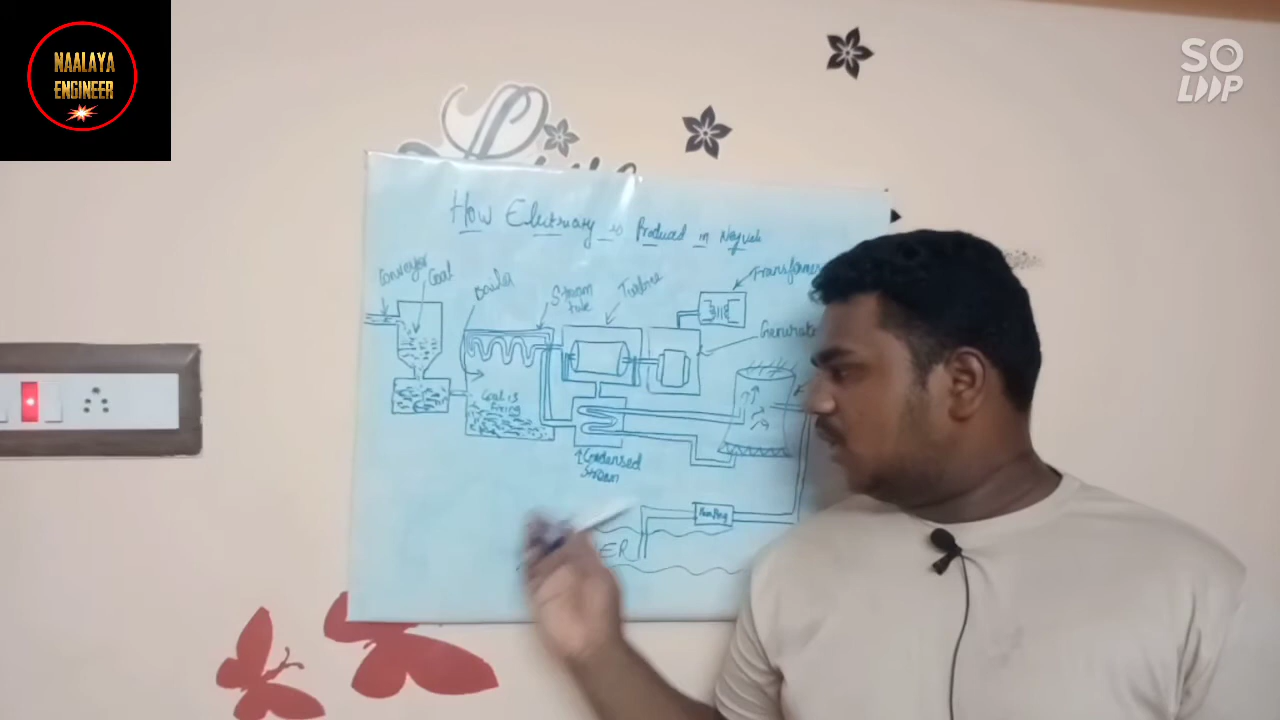 NAALAYA
ENGINEER
SO
LOOP
How Electricity is Produced in Neyveli
Conveyor
Coal
Boiler
Steam
tube
Turbine
Transformer
Generator
Coal is
firing
Condensed
Steam
ER